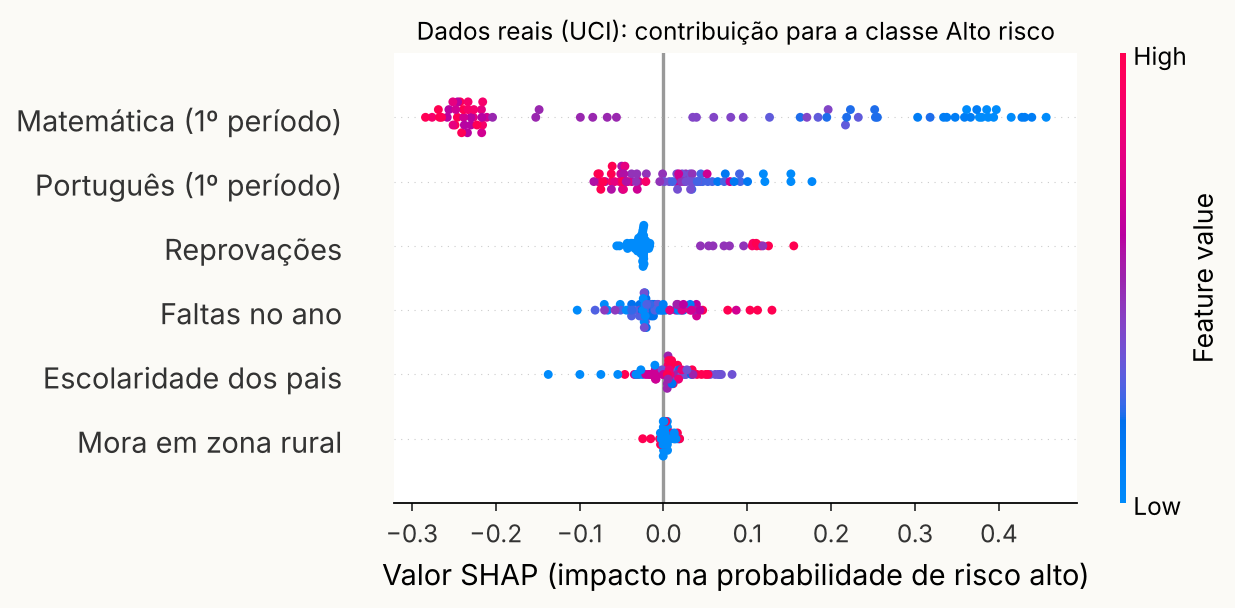 Dados reais (UCI): contribuição para a classe Alto risco
High
Matemática (1º período)
Português (1º período)
Reprovações
Faltas no ano
Escolaridade dos pais
Mora em zona rural
Feature value
Low
−0.3 −0.2 −0.1 0.0 0.1 0.2 0.3 0.4
Valor SHAP (impacto na probabilidade de risco alto)